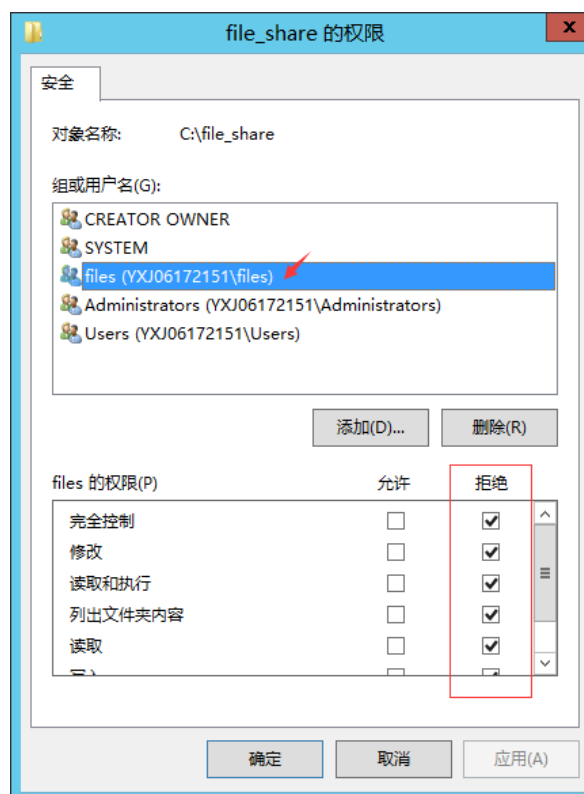 file_share 的权限
x
安全
对象名称: C:\file_share
组或用户名(G):
CREATOR OWNER
SYSTEM
files (YXJ06172151\files)
Administrators (YXJ06172151\Administrators)
Users (YXJ06172151\Users)
添加(D)... 删除(R)
files 的权限(P) 允许 拒绝
完全控制
修改
读取和执行
列出文件夹内容
读取
确定 取消 应用(A)